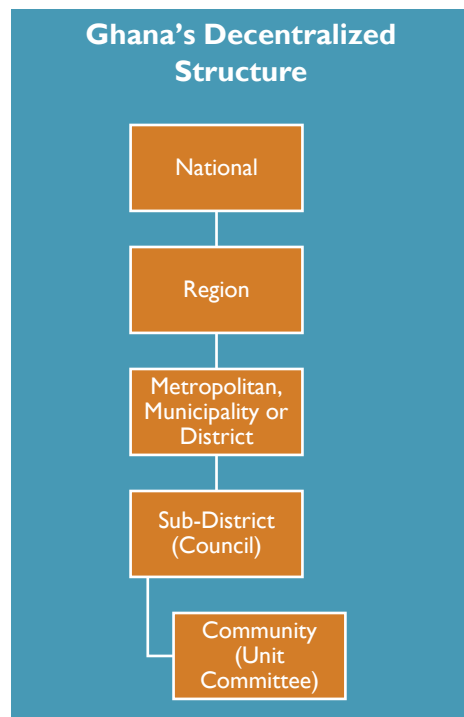 Ghana's Decentralized
Structure
National
Region
Metropolitan,
Municipality or
District
Sub-District
(Council)
Community
(Unit
Committee)